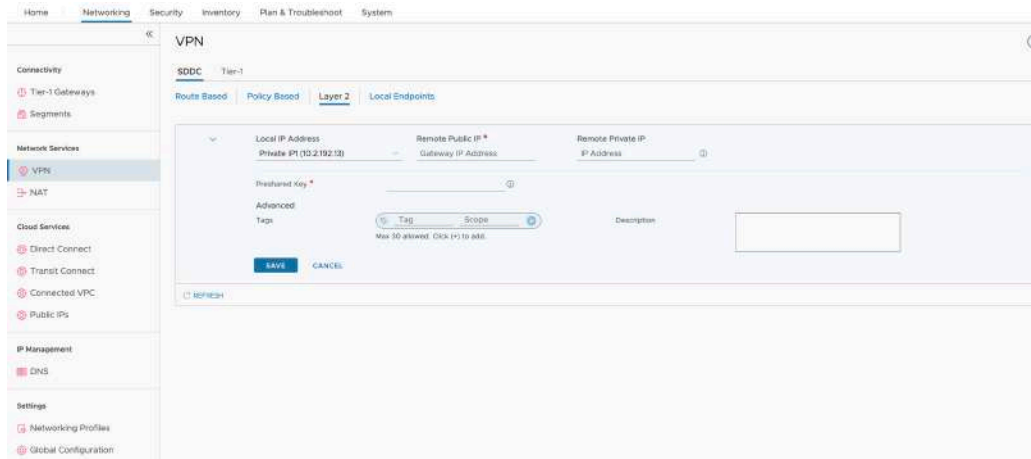 Home Networking Security Inventory Plan & Troubleshoot System
«
VPN
Connectivity
Tier-1 Gateways
Segments
Network Services
VPN
NAT
Cloud Services
Direct Connect
Transit Connect
Connected VPC
Public IPs
IP Management
DNS
Settings
Networking Profiles
Global Configuration
SDDC Tier-1
Route Based Policy Based Layer 2 Local Endpoints
Local IP Address Remote Public IP * Remote Private IP
Private IP1 (10.2.192.13) Gateway IP Address IP Address
Preshared Key *
Advanced
Tags Tag Scope Description
Max 30 allowed. Click (+) to add.
SAVE CANCEL
REFRESH